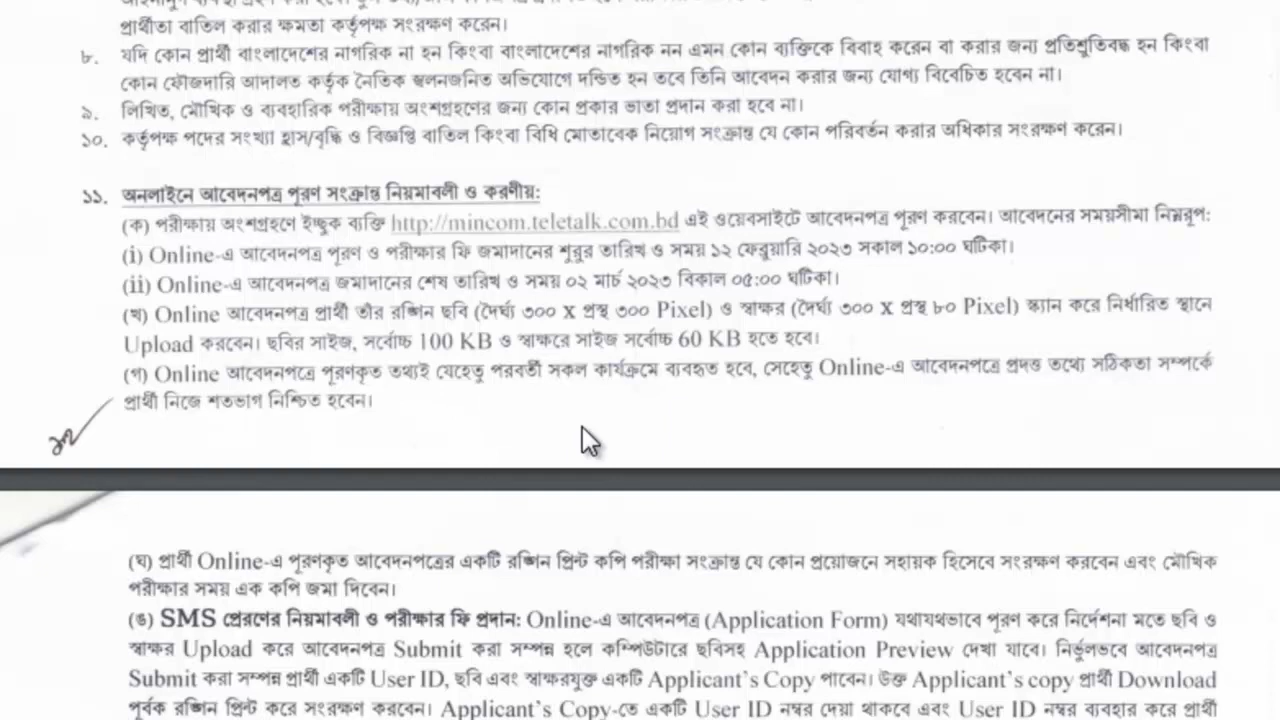 প্রার্থীতা বাতিল করার ক্ষমতা কর্তৃপক্ষ সংরক্ষণ করেন।
৮. যদি কোন প্রার্থী বাংলাদেশের নাগরিক না হন কিংবা বাংলাদেশের নাগরিক নন এমন কোন ব্যক্তিকে বিবাহ করেন বা করার জন্য প্রতিশ্রুতিবদ্ধ হন কিংবা
কোন ফৌজদারি আদালত কর্তৃক নৈতিক স্খলনজনিত অভিযোগে দন্ডিত হন তবে তিনি আবেদন করার জন্য যোগ্য বিবেচিত হবেন না।
৯. লিখিত, মৌখিক ও ব্যবহারিক পরীক্ষায় অংশগ্রহণের জন্য কোন প্রকার ভাতা প্রদান করা হবে না।
১০. কর্তৃপক্ষ পদের সংখ্যা হ্রাস/বৃদ্ধি ও বিজ্ঞপ্তি বাতিল কিংবা বিধি মোতাবেক নিয়োগ সংক্রান্ত যে কোন পরিবর্তন করার অধিকার সংরক্ষণ করেন।
১১. অনলাইনে আবেদনপত্র পূরণ সংক্রান্ত নিয়মাবলী ও করণীয়:
(ক) পরীক্ষায় অংশগ্রহণে ইচ্ছুক ব্যক্তি http://mincom.teletalk.com.bd এই ওয়েবসাইটে আবেদনপত্র পূরণ করবেন। আবেদনের সময়সীমা নিম্নরূপ:
(i) Online-এ আবেদনপত্র পূরণ ও পরীক্ষার ফি জমাদানের শুরুর তারিখ ও সময় ১২ ফেব্রুয়ারি ২০২৩ সকাল ১০:০০ ঘটিকা।
(ii) Online-এ আবেদনপত্র জমাদানের শেষ তারিখ ও সময় ০২ মার্চ ২০২৩ বিকাল ০৫:০০ ঘটিকা।
(খ) Online আবেদনপত্র প্রার্থী তাঁর রঙ্গিন ছবি (দৈর্ঘ্য ৩০০ X প্রস্থ ৩০০ Pixel) ও স্বাক্ষর (দৈর্ঘ্য ৩০০ X প্রস্থ ৮০ Pixel) স্ক্যান করে নির্ধারিত স্থানে
Upload করবেন। ছবির সাইজ, সর্বোচ্চ 100 KB ও স্বাক্ষরে সাইজ সর্বোচ্চ 60 KB হতে হবে।
(গ) Online আবেদনপত্রে পূরণকৃত তথ্যই যেহেতু পরবর্তী সকল কার্যক্রমে ব্যবহৃত হবে, সেহেতু Online-এ আবেদনপত্রে প্রদত্ত তথ্যে সঠিকতা সম্পর্কে
প্রার্থী নিজে শতভাগ নিশ্চিত হবেন।
(ঘ) প্রার্থী Online-এ পূরণকৃত আবেদনপত্রের একটি রঙ্গিন প্রিন্ট কপি পরীক্ষা সংক্রান্ত যে কোন প্রয়োজনে সহায়ক হিসেবে সংরক্ষণ করবেন এবং মৌখিক
পরীক্ষার সময় এক কপি জমা দিবেন।
(ঙ) SMS প্রেরণের নিয়মাবলী ও পরীক্ষার ফি প্রদান: Online-এ আবেদনপত্র (Application Form) যথাযথভাবে পূরণ করে নির্দেশনা মতে ছবি ও
স্বাক্ষর Upload করে আবেদনপত্র Submit করা সম্পন্ন হলে কম্পিউটারে ছবিসহ Application Preview দেখা যাবে। নির্ভুলভাবে আবেদনপত্র
Submit করা সম্পন্ন প্রার্থী একটি User ID, ছবি এবং স্বাক্ষরযুক্ত একটি Applicant's Copy পাবেন। উক্ত Applicant's copy প্রার্থী Download
পূর্বক রঙ্গিন প্রিন্ট করে সংরক্ষণ করবেন। Applicant's Copy-তে একটি User ID নম্বর দেয়া থাকবে এবং User ID নম্বর ব্যবহার করে প্রার্থী